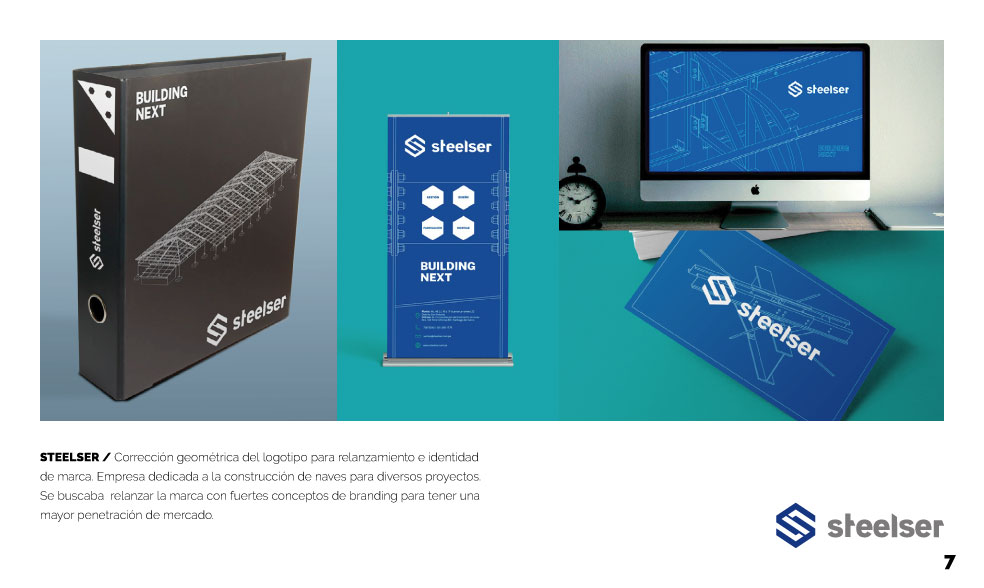 BUILDING
NEXT
steelser
steelser
steelser
BUILDING
NEXT
steelser
BUILDING
NEXT
steelser
STEELSER / Corrección geométrica del logotipo para relanzamiento e identidad
de marca. Empresa dedicada a la construcción de naves para diversos proyectos.
Se buscaba relanzar la marca con fuertes conceptos de branding para tener una
mayor penetración de mercado.
steelser
7